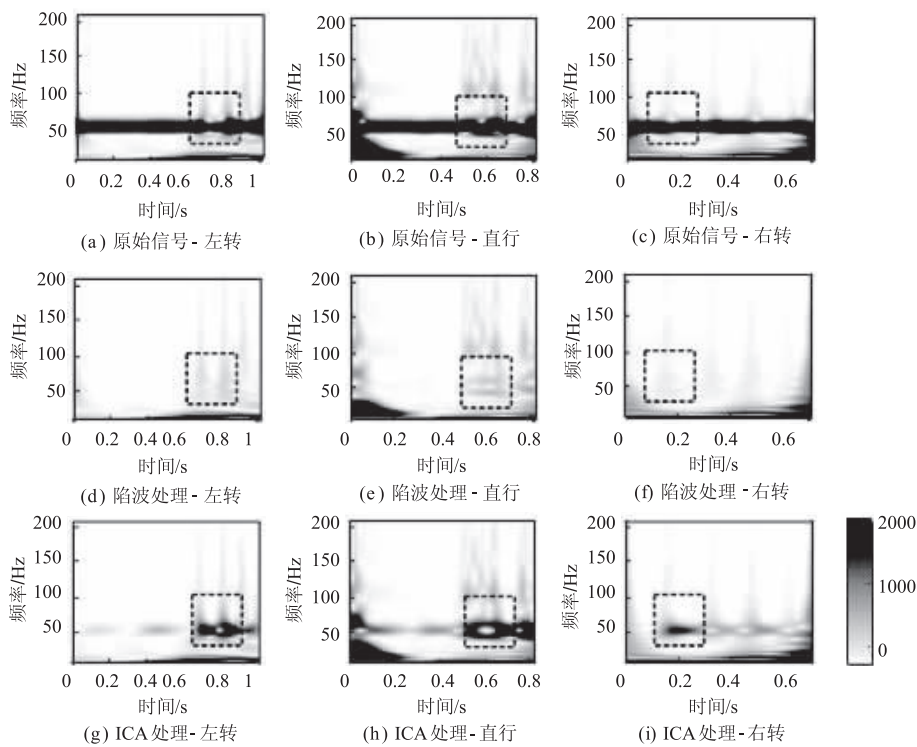 频率/Hz
200
150
100
50
0 0.2 0.4 0.6 0.8 1
时间/s
(a) 原始信号 - 左转
频率/Hz
200
150
100
50
0 0.2 0.4 0.6 0.8
时间/s
(b) 原始信号 - 直行
频率/Hz
200
150
100
50
0 0.2 0.4 0.6
时间/s
(c) 原始信号 - 右转
频率/Hz
200
150
100
50
0 0.2 0.4 0.6 0.8 1
时间/s
(d) 陷波处理 - 左转
频率/Hz
200
150
100
50
0 0.2 0.4 0.6 0.8
时间/s
(e) 陷波处理 - 直行
频率/Hz
200
150
100
50
0 0.2 0.4 0.6
时间/s
(f) 陷波处理 - 右转
频率/Hz
200
150
100
50
0 0.2 0.4 0.6 0.8 1
时间/s
(g) ICA 处理 - 左转
频率/Hz
200
150
100
50
0 0.2 0.4 0.6 0.8
时间/s
(h) ICA 处理 - 直行
频率/Hz
200
150
100
50
0 0.2 0.4 0.6
时间/s
(i) ICA 处理 - 右转
2000
1000
0